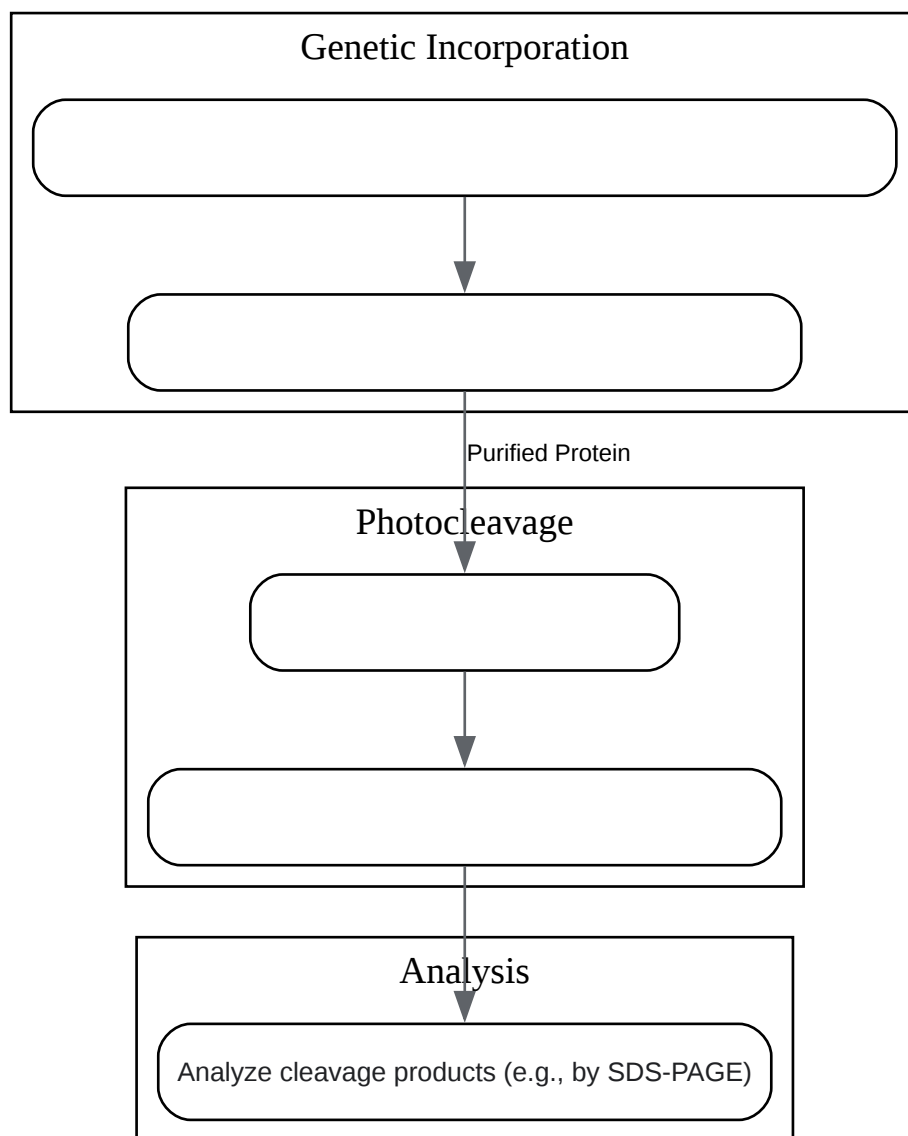 Genetic Incorporation
Purified Protein
Photocleavage
Analysis
Analyze cleavage products (e.g., by SDS-PAGE)